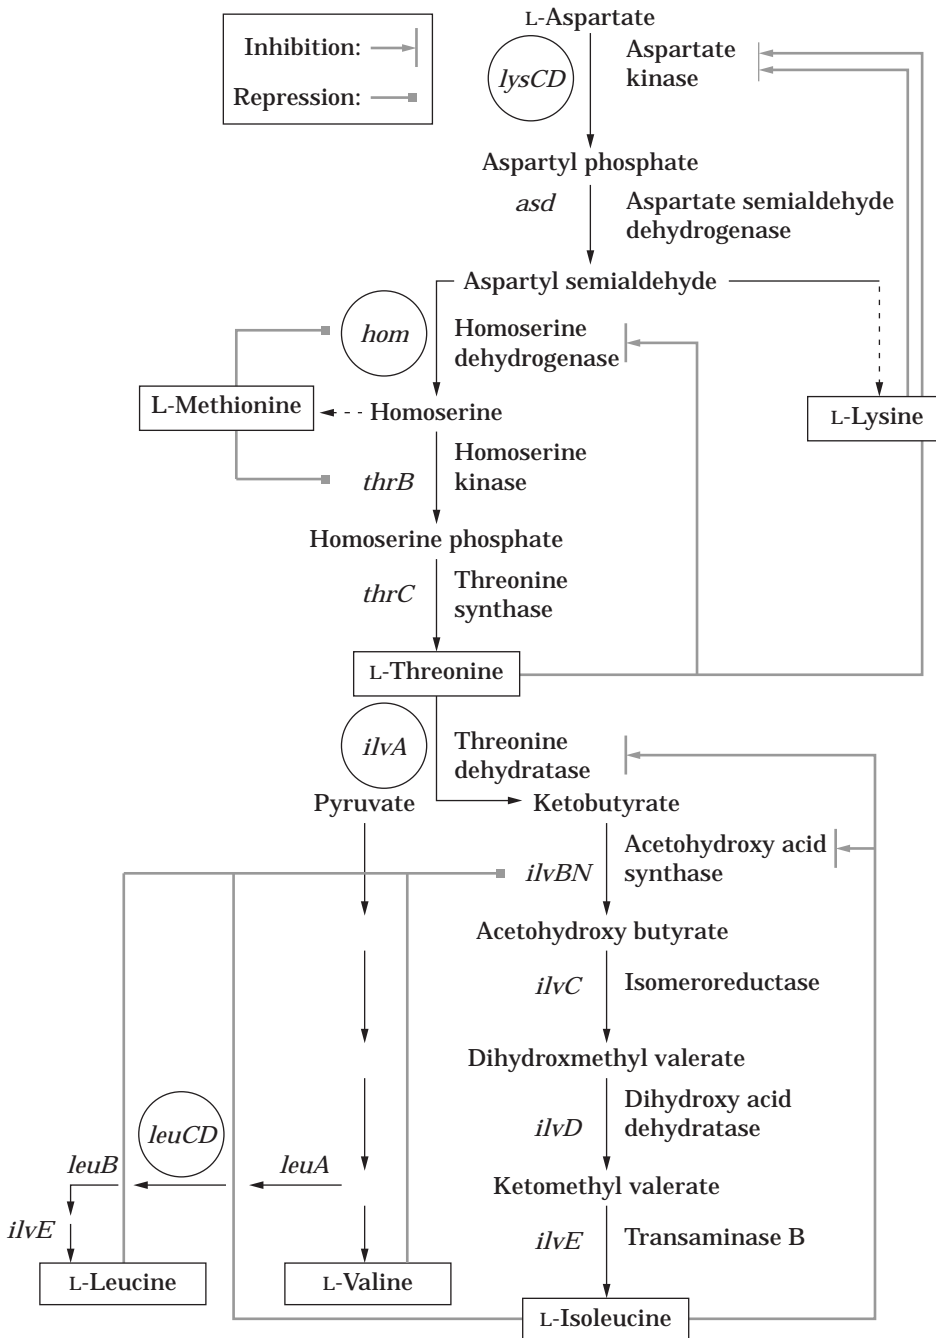 L-Aspartate
Inhibition:
Repression:
lysCD
Aspartate
kinase
Aspartyl phosphate
asd
Aspartate semialdehyde
dehydrogenase
Aspartyl semialdehyde
hom
Homoserine
dehydrogenase
L-Methionine
Homoserine
L-Lysine
thrB
Homoserine
kinase
Homoserine phosphate
thrC
Threonine
synthase
L-Threonine
ilvA
Threonine
dehydratase
Pyruvate
Ketobutyrate
ilvBN
Acetohydroxy acid
synthase
Acetohydroxy butyrate
ilvC
Isomeroreductase
Dihydroxmethyl valerate
ilvD
Dihydroxy acid
dehydratase
leuCD
leuB
leuA
Ketomethyl valerate
ilvE
ilvE
Transaminase B
L-Leucine
L-Valine
L-Isoleucine